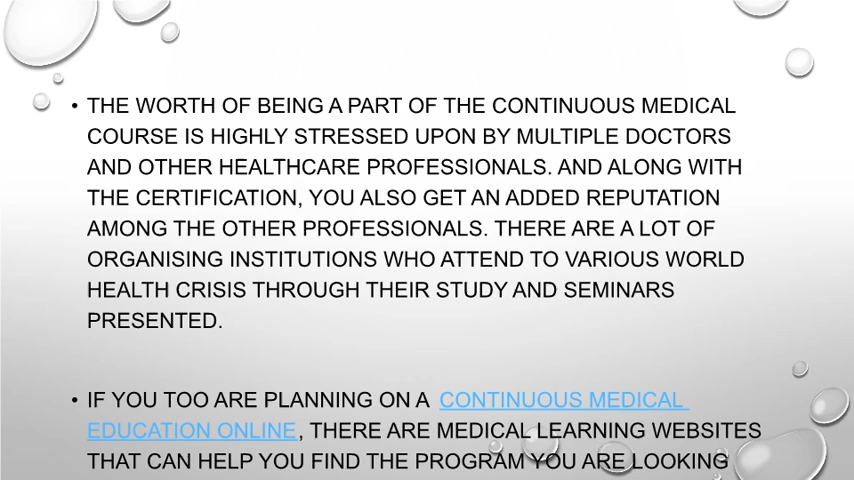 • THE WORTH OF BEING A PART OF THE CONTINUOUS MEDICAL
COURSE IS HIGHLY STRESSED UPON BY MULTIPLE DOCTORS
AND OTHER HEALTHCARE PROFESSIONALS. AND ALONG WITH
THE CERTIFICATION, YOU ALSO GET AN ADDED REPUTATION
AMONG THE OTHER PROFESSIONALS. THERE ARE A LOT OF
ORGANISING INSTITUTIONS WHO ATTEND TO VARIOUS WORLD
HEALTH CRISIS THROUGH THEIR STUDY AND SEMINARS
PRESENTED.
• IF YOU TOO ARE PLANNING ON A CONTINUOUS MEDICAL
EDUCATION ONLINE, THERE ARE MEDICAL LEARNING WEBSITES
THAT CAN HELP YOU FIND THE PROGRAM YOU ARE LOOKING